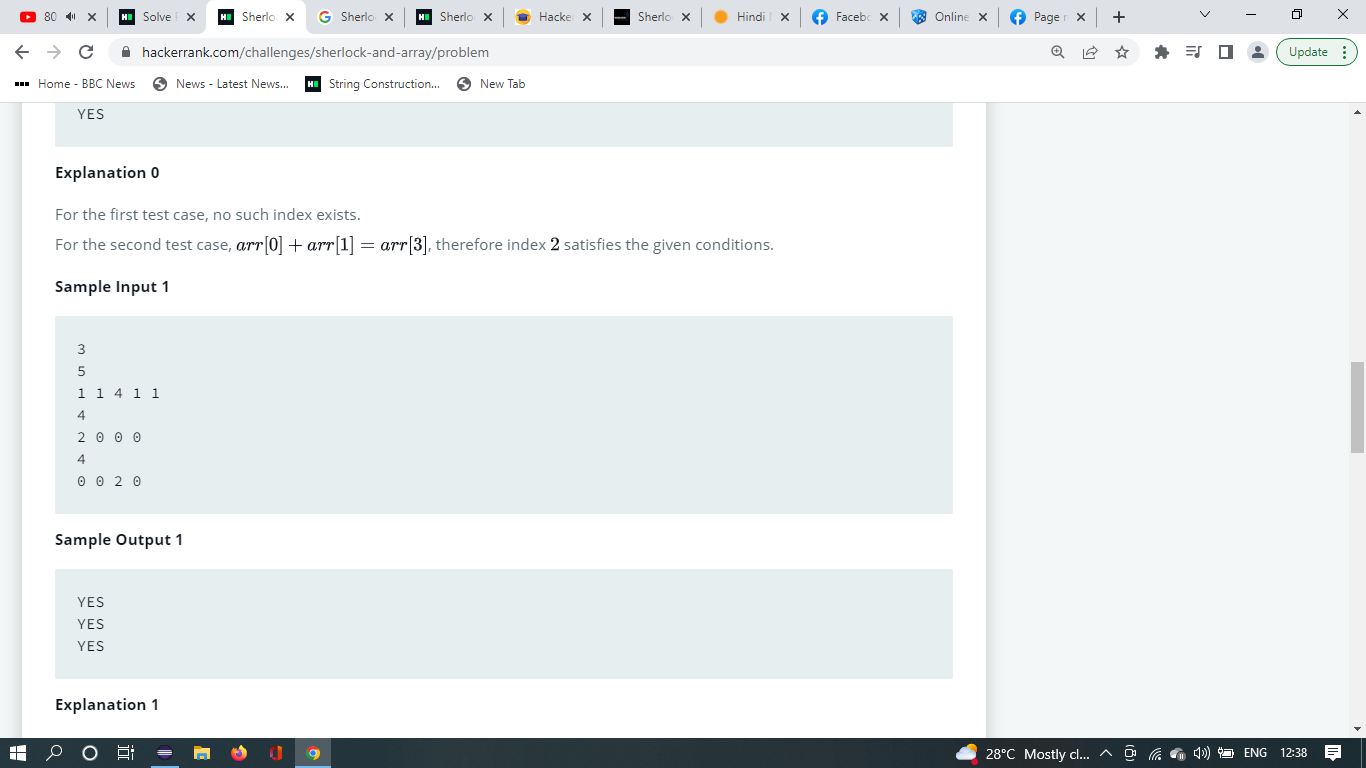 80
Solve
Sherlo
Sherlo
Sherlo
Hacke
Sherlo
Hindi
Faceb
Online
Page r
hackerrank.com/challenges/sherlock-and-array/problem
Update
Home - BBC News
News - Latest News...
String Construction...
New Tab
YES
Explanation 0
For the first test case, no such index exists.
For the second test case, arr[0] + arr[1] = arr[3], therefore index 2 satisfies the given conditions.
Sample Input 1
3
5
1 1 4 1 1
4
2 0 0 0
4
0 0 2 0
Sample Output 1
YES
YES
YES
Explanation 1
28°C Mostly cl...
ENG
12:38